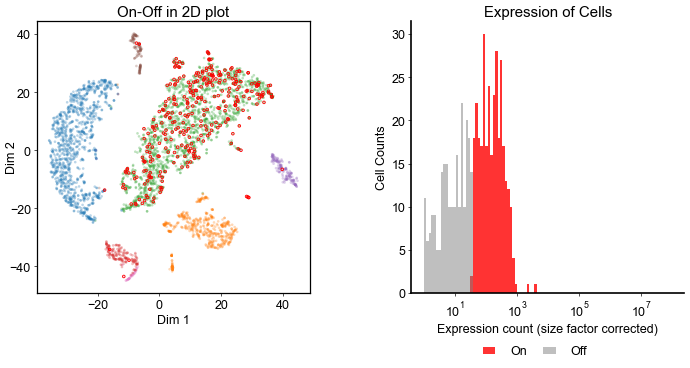 On-Off in 2D plot
40
20
0
−20
−40
Dim 2
−20 0 20 40
Dim 1
Expression of Cells
30
25
20
15
10
5
0
Cell Counts
10^1 10^3 10^5 10^7
Expression count (size factor corrected)
On Off